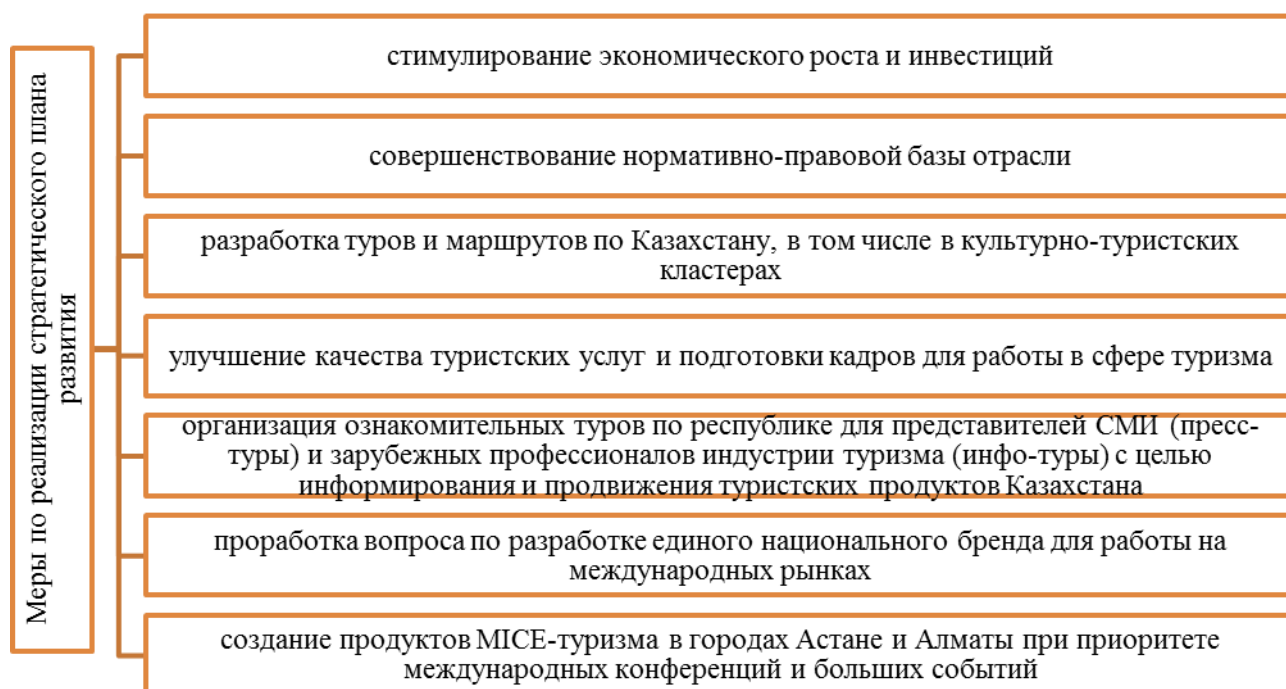 Меры по реализации стратегического плана
развития
стимулирование экономического роста и инвестиций
совершенствование нормативно-правовой базы отрасли
разработка туров и маршрутов по Казахстану, в том числе в культурно-туристских
кластерах
улучшение качества туристских услуг и подготовки кадров для работы в сфере туризма
организация ознакомительных туров по республике для представителей СМИ (пресс-
туры) и зарубежных профессионалов индустрии туризма (инфо-туры) с целью
информирования и продвижения туристских продуктов Казахстана
проработка вопроса по разработке единого национального бренда для работы на
международных рынках
создание продуктов MICE-туризма в городах Астане и Алматы при приоритете
международных конференций и больших событий